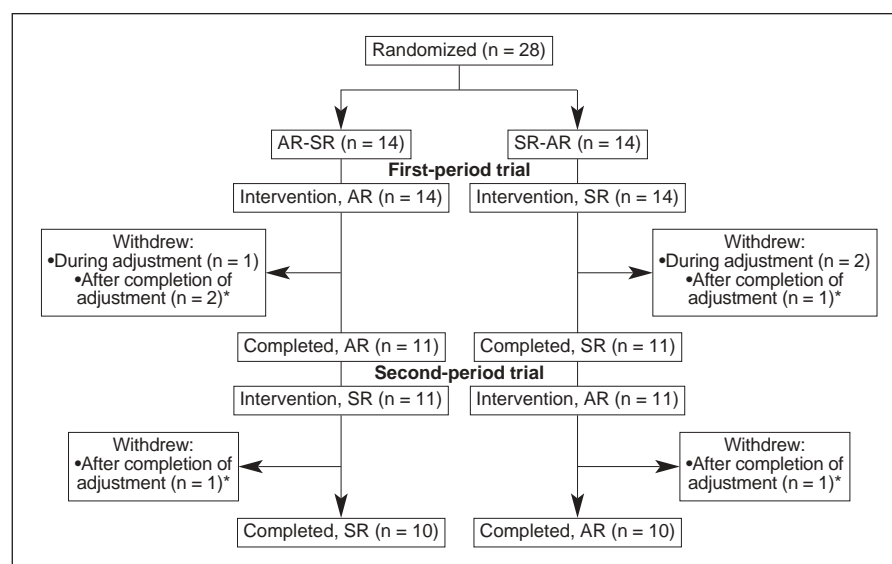 Randomized (n = 28)
AR-SR (n = 14)
SR-AR (n = 14)
First-period trial
Intervention, AR (n = 14)
Intervention, SR (n = 14)
Withdrew:
•During adjustment (n = 1)
•After completion of
adjustment (n = 2)*
Withdrew:
•During adjustment (n = 2)
•After completion of
adjustment (n = 1)*
Completed, AR (n = 11)
Completed, SR (n = 11)
Second-period trial
Intervention, SR (n = 11)
Intervention, AR (n = 11)
Withdrew:
•After completion of
adjustment (n = 1)*
Withdrew:
•After completion of
adjustment (n = 1)*
Completed, SR (n = 10)
Completed, AR (n = 10)